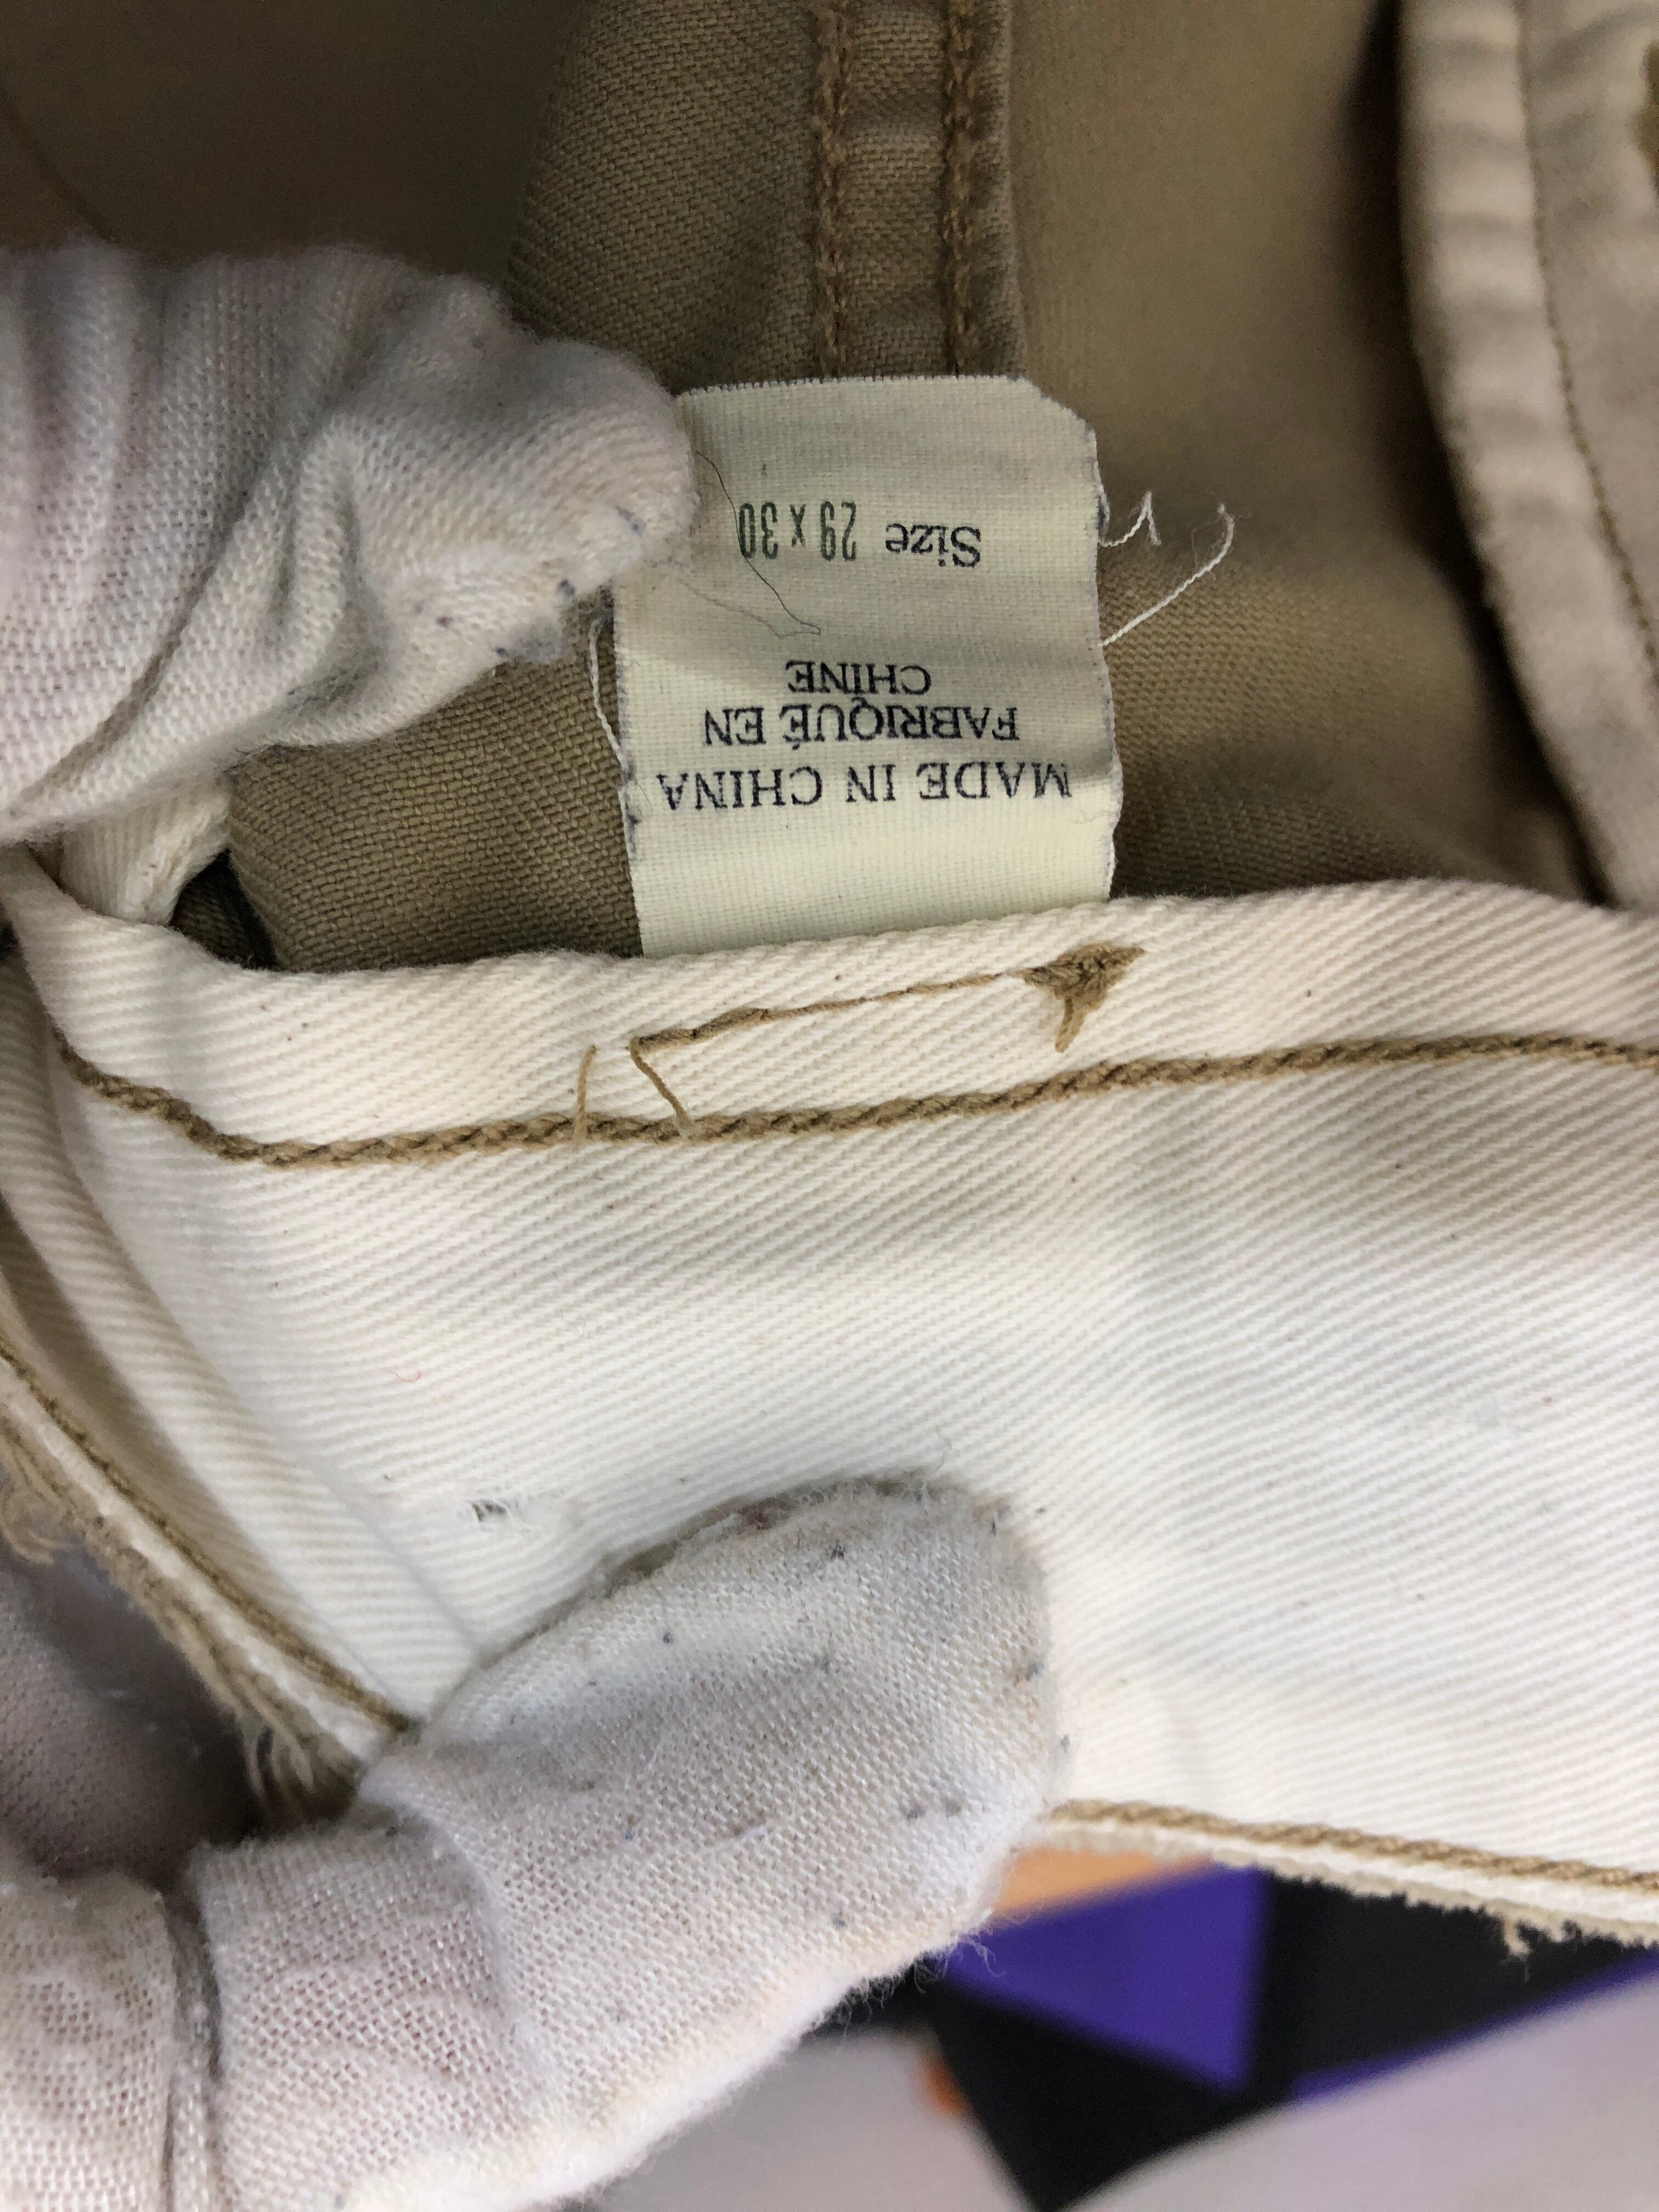 MADE IN CHINA
FABRIQUÉ EN
CHINE
Size 29 x 30